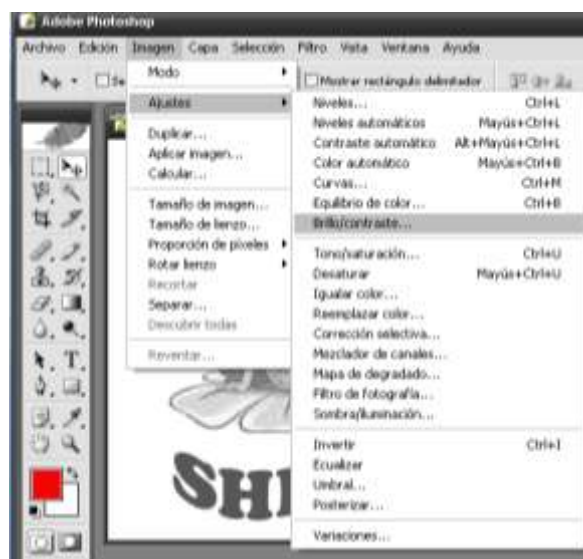 Adobe Photoshop
Archivo Edición Imagen Capa Selección Filtro Vista Ventana Ayuda
Mostrar rectángulo delimitador
Modo
Ajustes
Duplicar...
Aplicar imagen...
Calcular...
Tamaño de imagen...
Tamaño de lienzo...
Proporción de píxeles
Rotar lienzo
Recortar
Separar...
Descubrir todas
Reventar...
Niveles... Ctrl+L
Niveles automáticos Mayús+Ctrl+L
Contraste automático Alt+Mayús+Ctrl+L
Color automático Mayús+Ctrl+B
Curvas... Ctrl+M
Equilibrio de color... Ctrl+B
Brillo/contraste...
Tono/saturación... Ctrl+U
Desaturar Mayús+Ctrl+U
Igualar color...
Reemplazar color...
Corrección selectiva...
Mezclador de canales...
Mapa de degradado...
Filtro de fotografía...
Sombra/iluminación...
Invertir Ctrl+I
Ecualizar
Umbral...
Posterizar...
Variaciones...